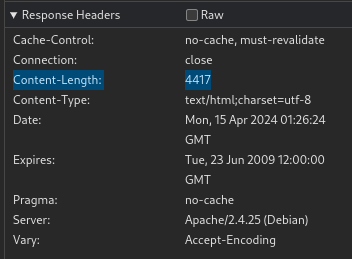 ▼ Response Headers Raw
Cache-Control: no-cache, must-revalidate
Connection: close
Content-Length: 4417
Content-Type: text/html;charset=utf-8
Date: Mon, 15 Apr 2024 01:26:24
GMT
Expires: Tue, 23 Jun 2009 12:00:00
GMT
Pragma: no-cache
Server: Apache/2.4.25 (Debian)
Vary: Accept-Encoding